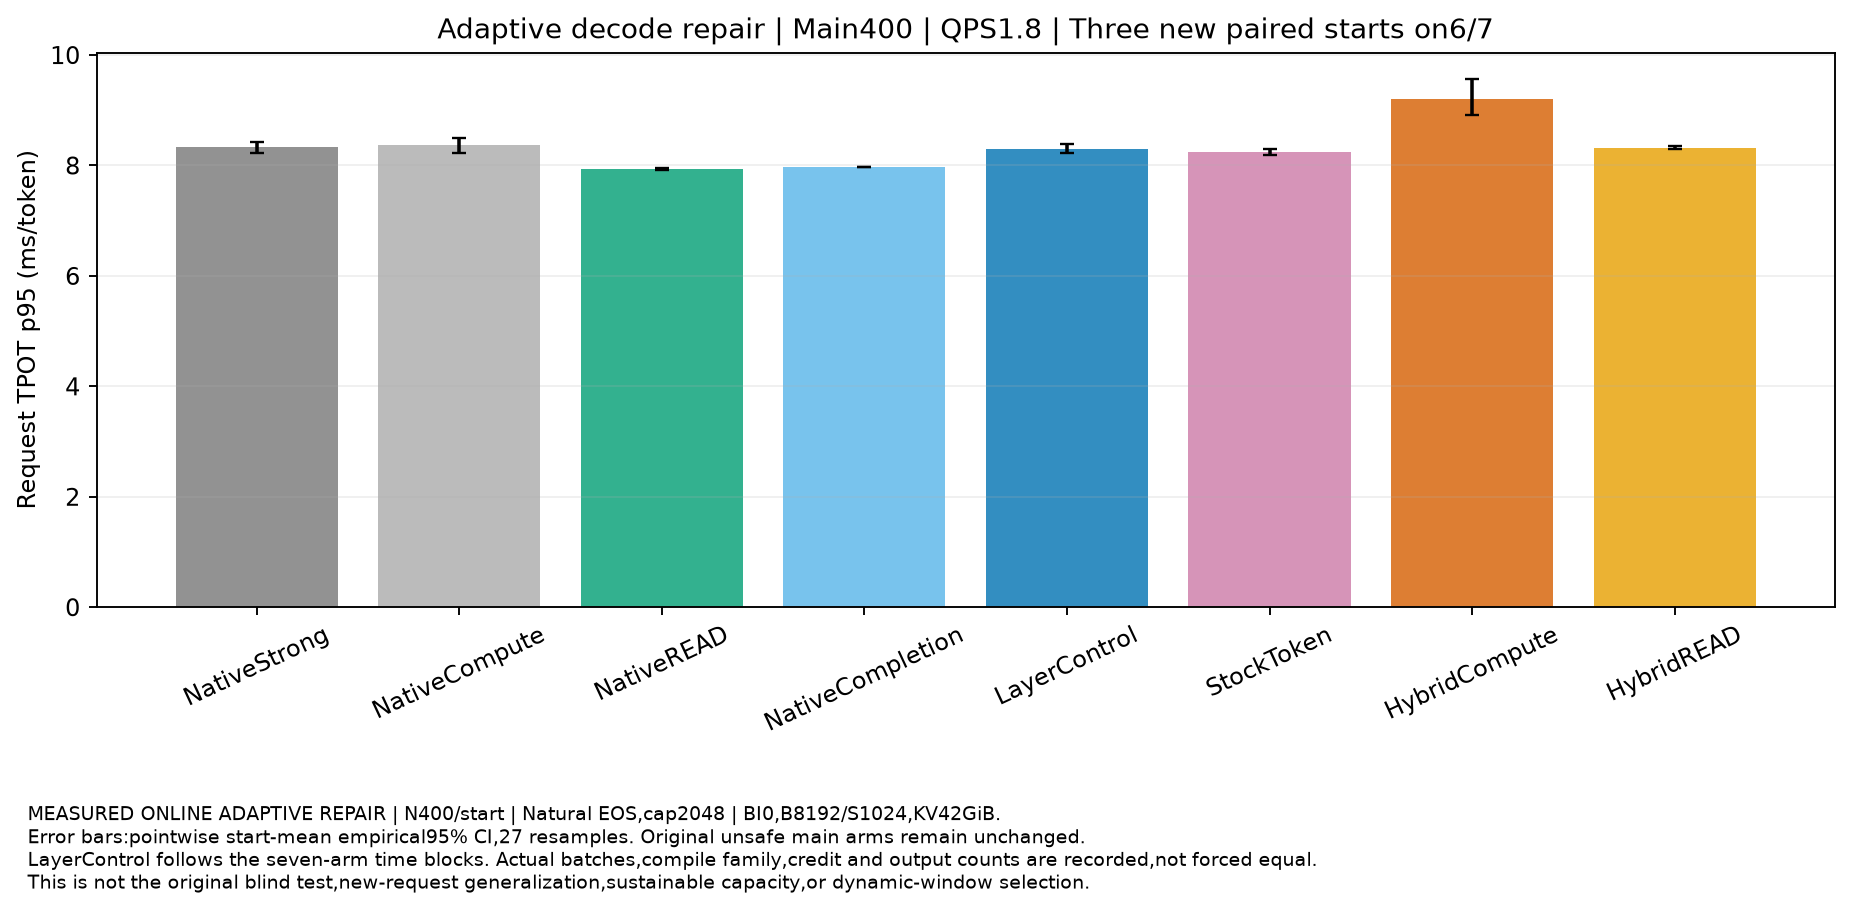 Adaptive decode repair | Main400 | QPS1.8 | Three new paired starts on6/7
Request TPOT p95 (ms/token)
10
8
6
4
2
0
NativeStrong
NativeCompute
NativeREAD
NativeCompletion
LayerControl
StockToken
HybridCompute
HybridREAD
MEASURED ONLINE ADAPTIVE REPAIR | N400/start | Natural EOS,cap2048 | BI0,B8192/S1024,KV42GiB.
Error bars:pointwise start-mean empirical95% CI,27 resamples. Original unsafe main arms remain unchanged.
LayerControl follows the seven-arm time blocks. Actual batches,compile family,credit and output counts are recorded,not forced equal.
This is not the original blind test,new-request generalization,sustainable capacity,or dynamic-window selection.